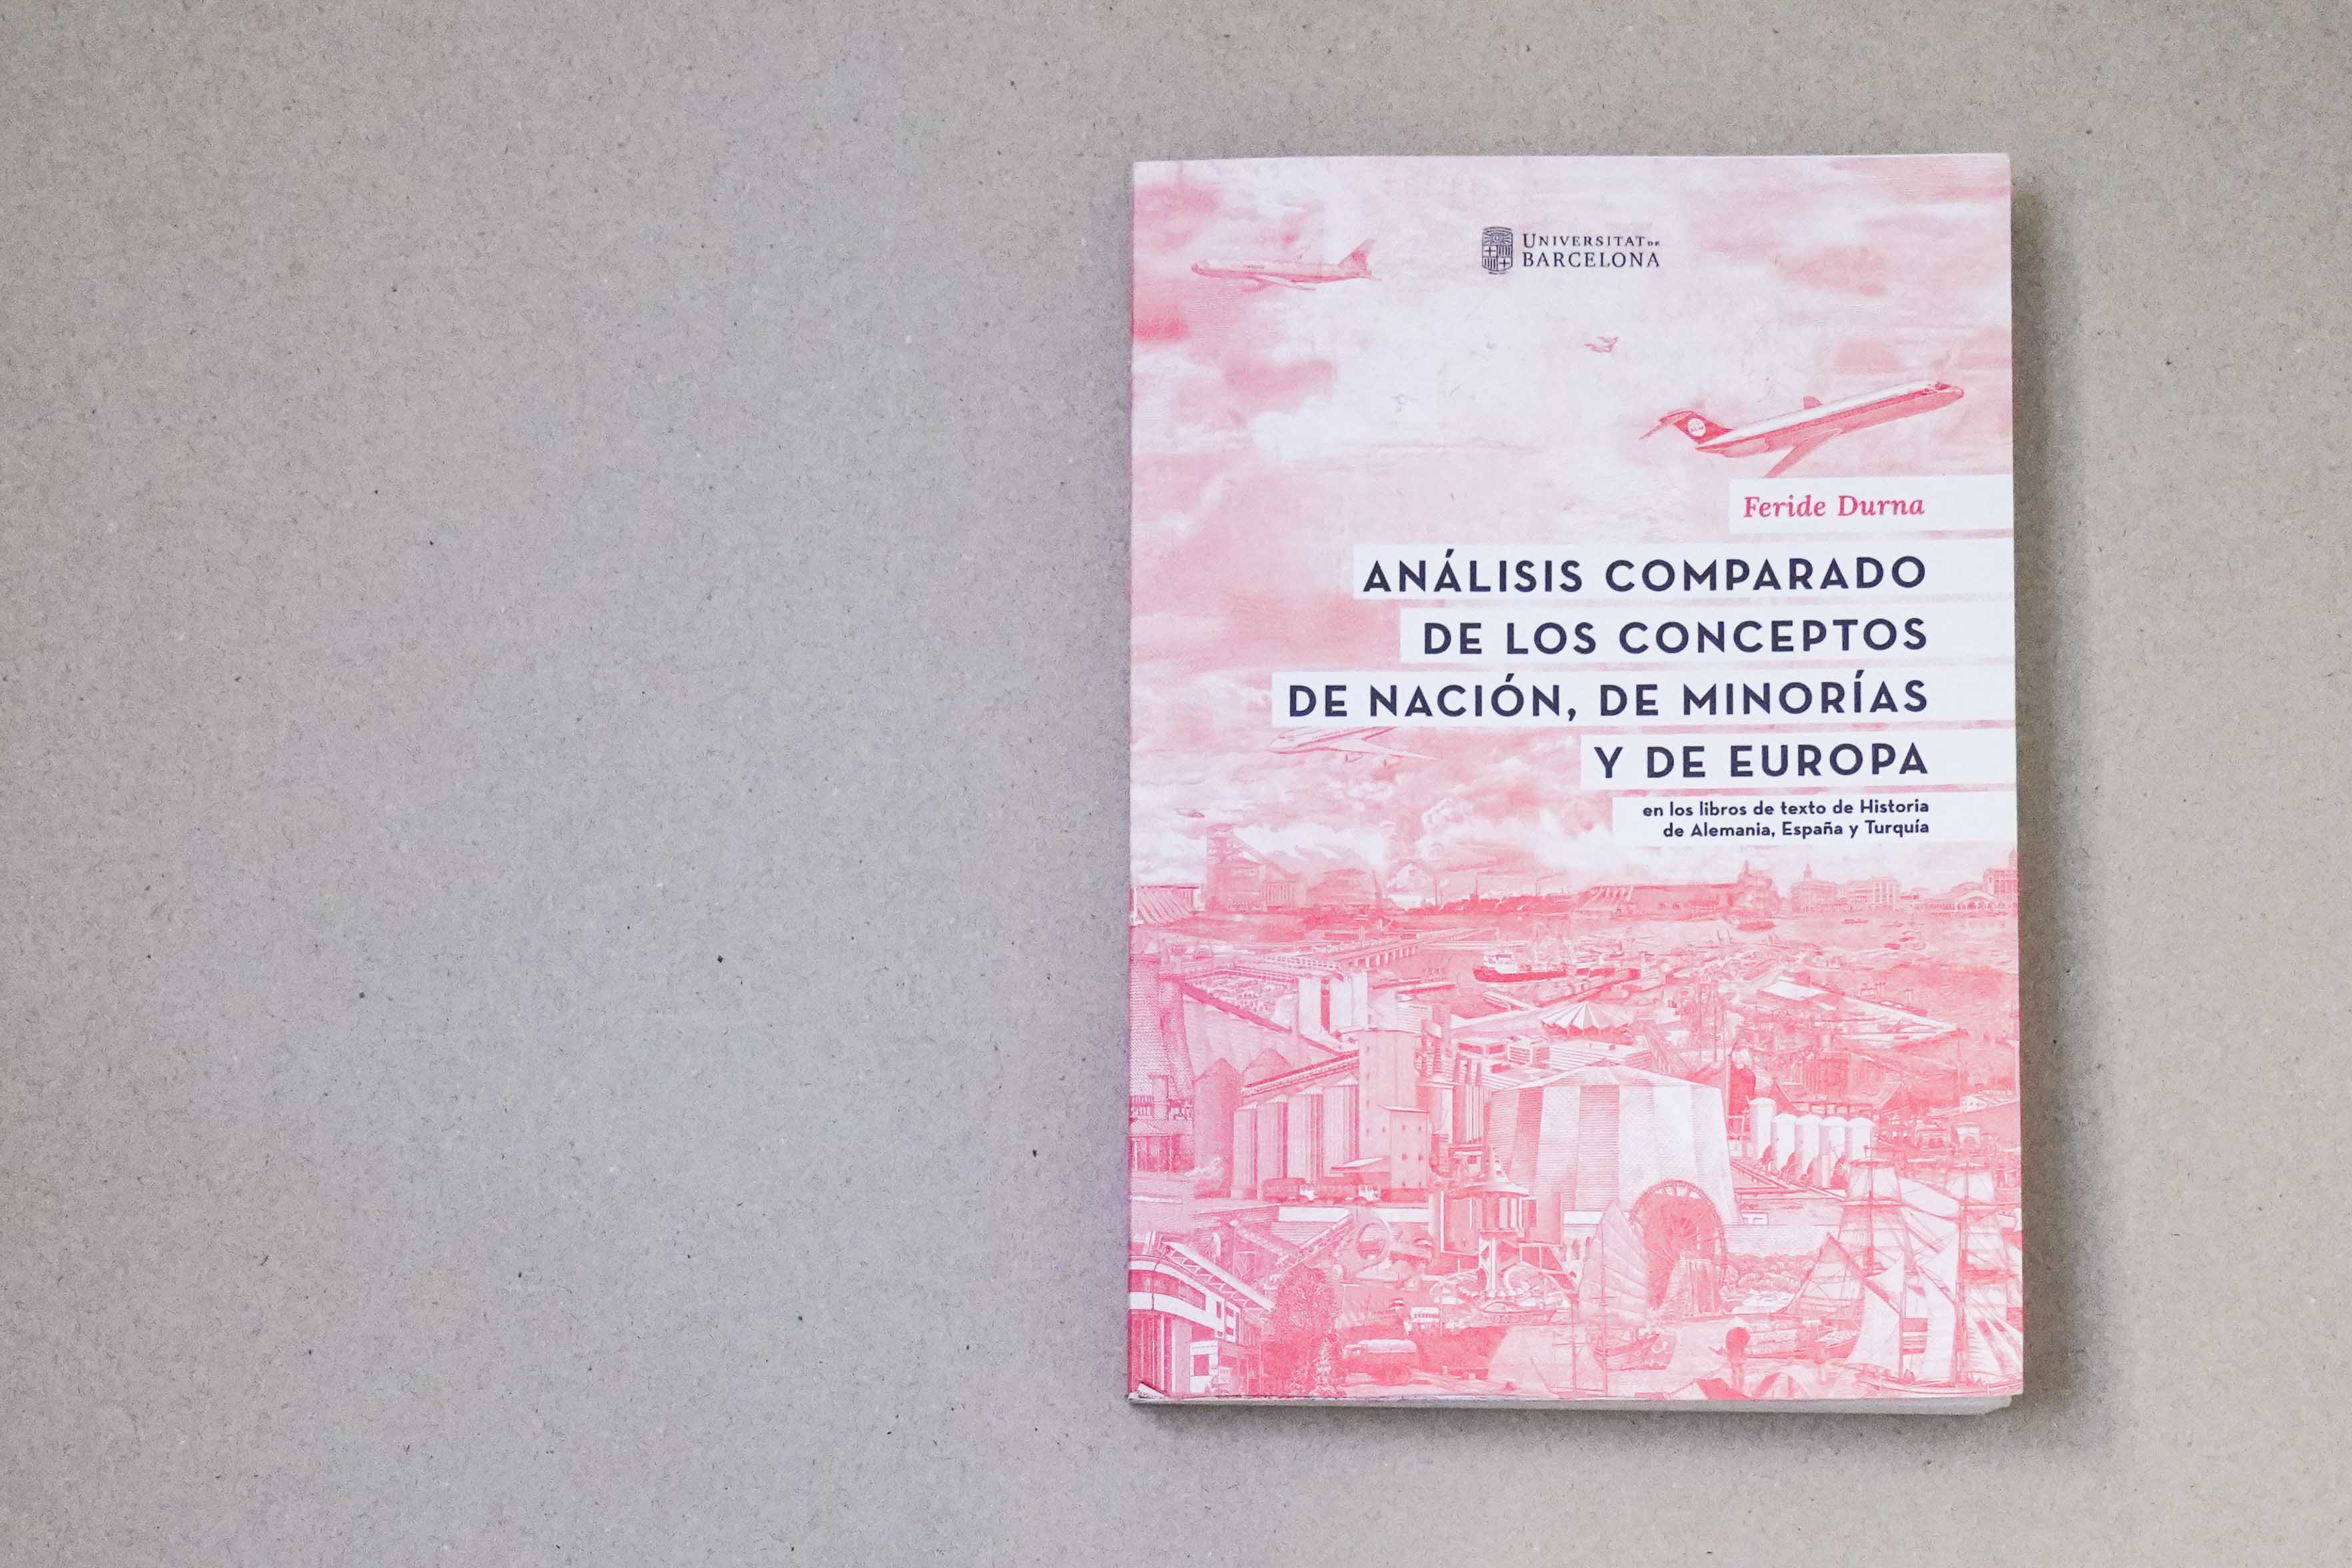 UNIVERSITAT DE
BARCELONA
Feride Durna
ANÁLISIS COMPARADO
DE LOS CONCEPTOS
DE NACIÓN, DE MINORÍAS
Y DE EUROPA
en los libros de texto de Historia
de Alemania, España y Turquía